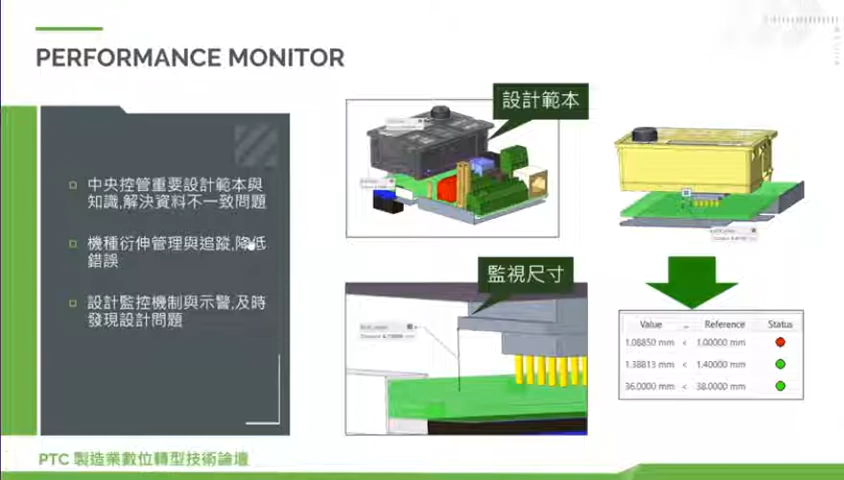 PERFORMANCE MONITOR
中央控管重要設計範本與
知識,解決資料不一致問題
機種衍伸管理與追蹤,降低
錯誤
設計監控機制與示警,及時
發現設計問題
設計範本
監視尺寸
Value Reference Status
1.08850 mm < 1.00000 mm
1.38813 mm < 1.40000 mm
36.0000 mm < 38.0000 mm
PTC 製造業數位轉型技術論壇